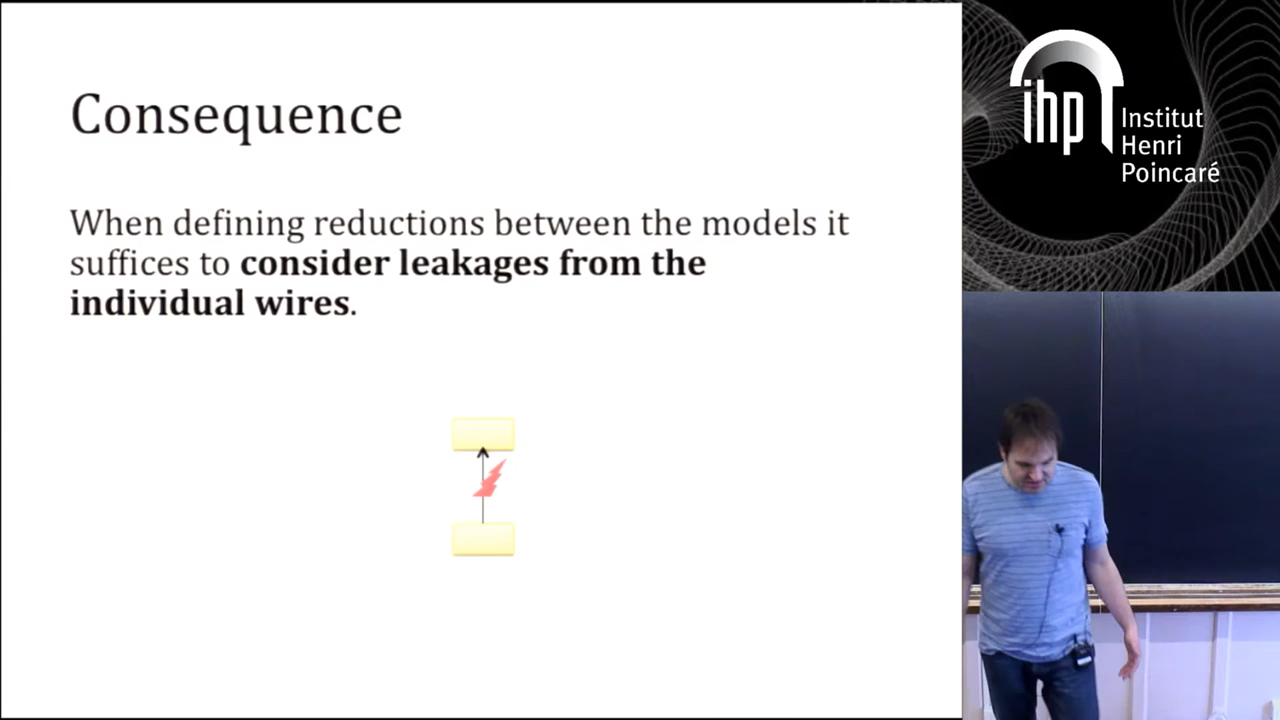 Consequence
When defining reductions between the models it
suffices to consider leakages from the
individual wires.
ihp
Institut
Henri
Poincaré